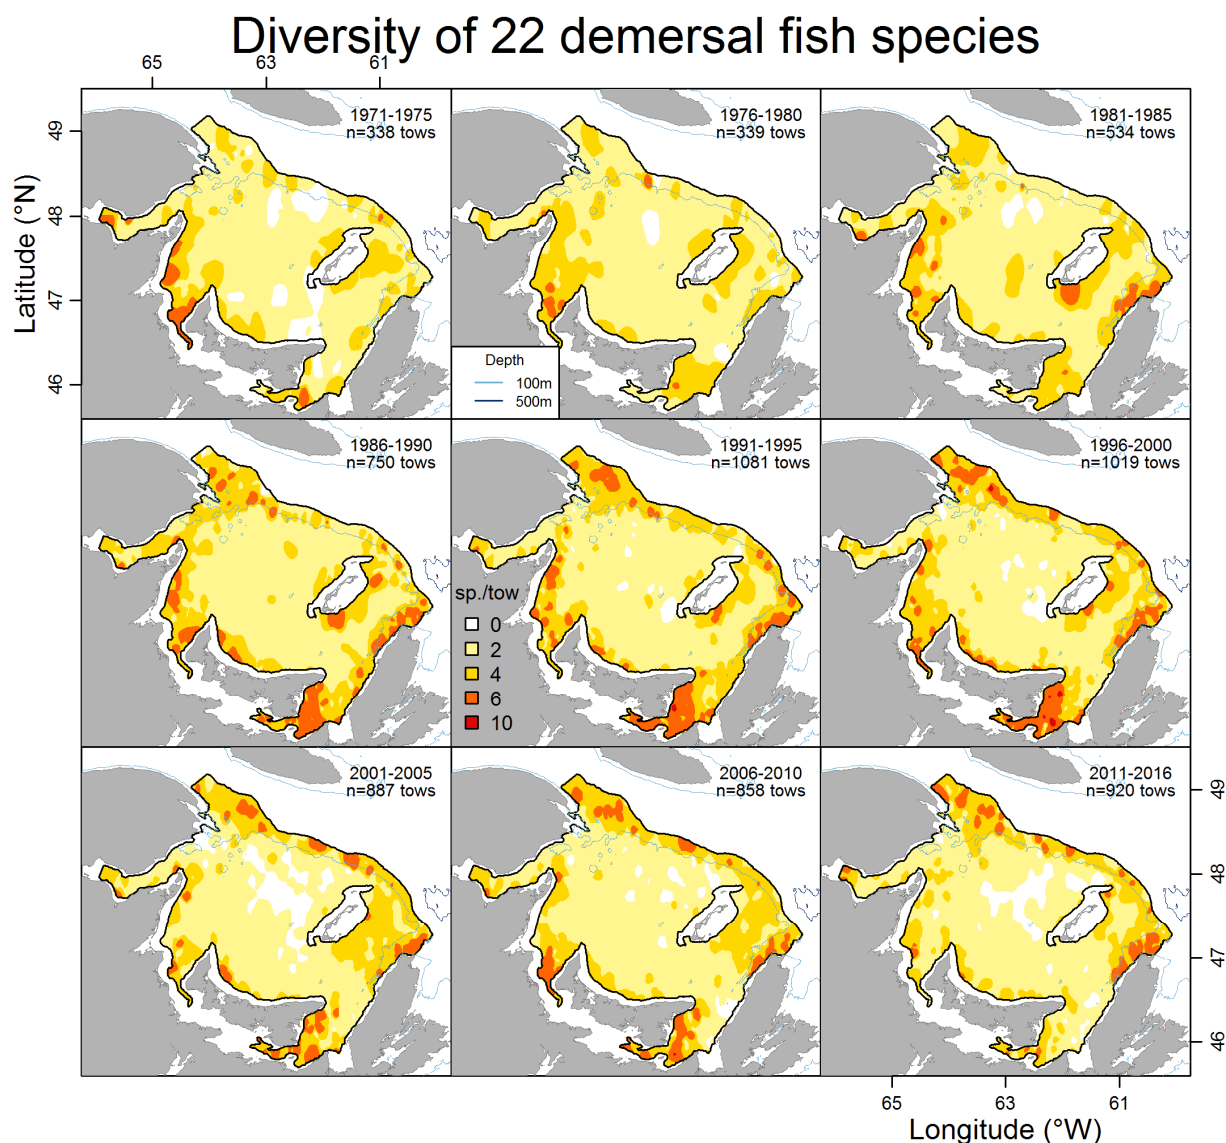 Diversity of 22 demersal fish species
65 63 61
1971-1975
n=338 tows
1976-1980
n=339 tows
1981-1985
n=534 tows
49
48
47
46
Latitude (°N)
Depth
100m
500m
1986-1990
n=750 tows
1991-1995
n=1081 tows
1996-2000
n=1019 tows
sp./tow
0
2
4
6
10
2001-2005
n=887 tows
2006-2010
n=858 tows
2011-2016
n=920 tows
49
48
47
46
65 63 61
Longitude (°W)